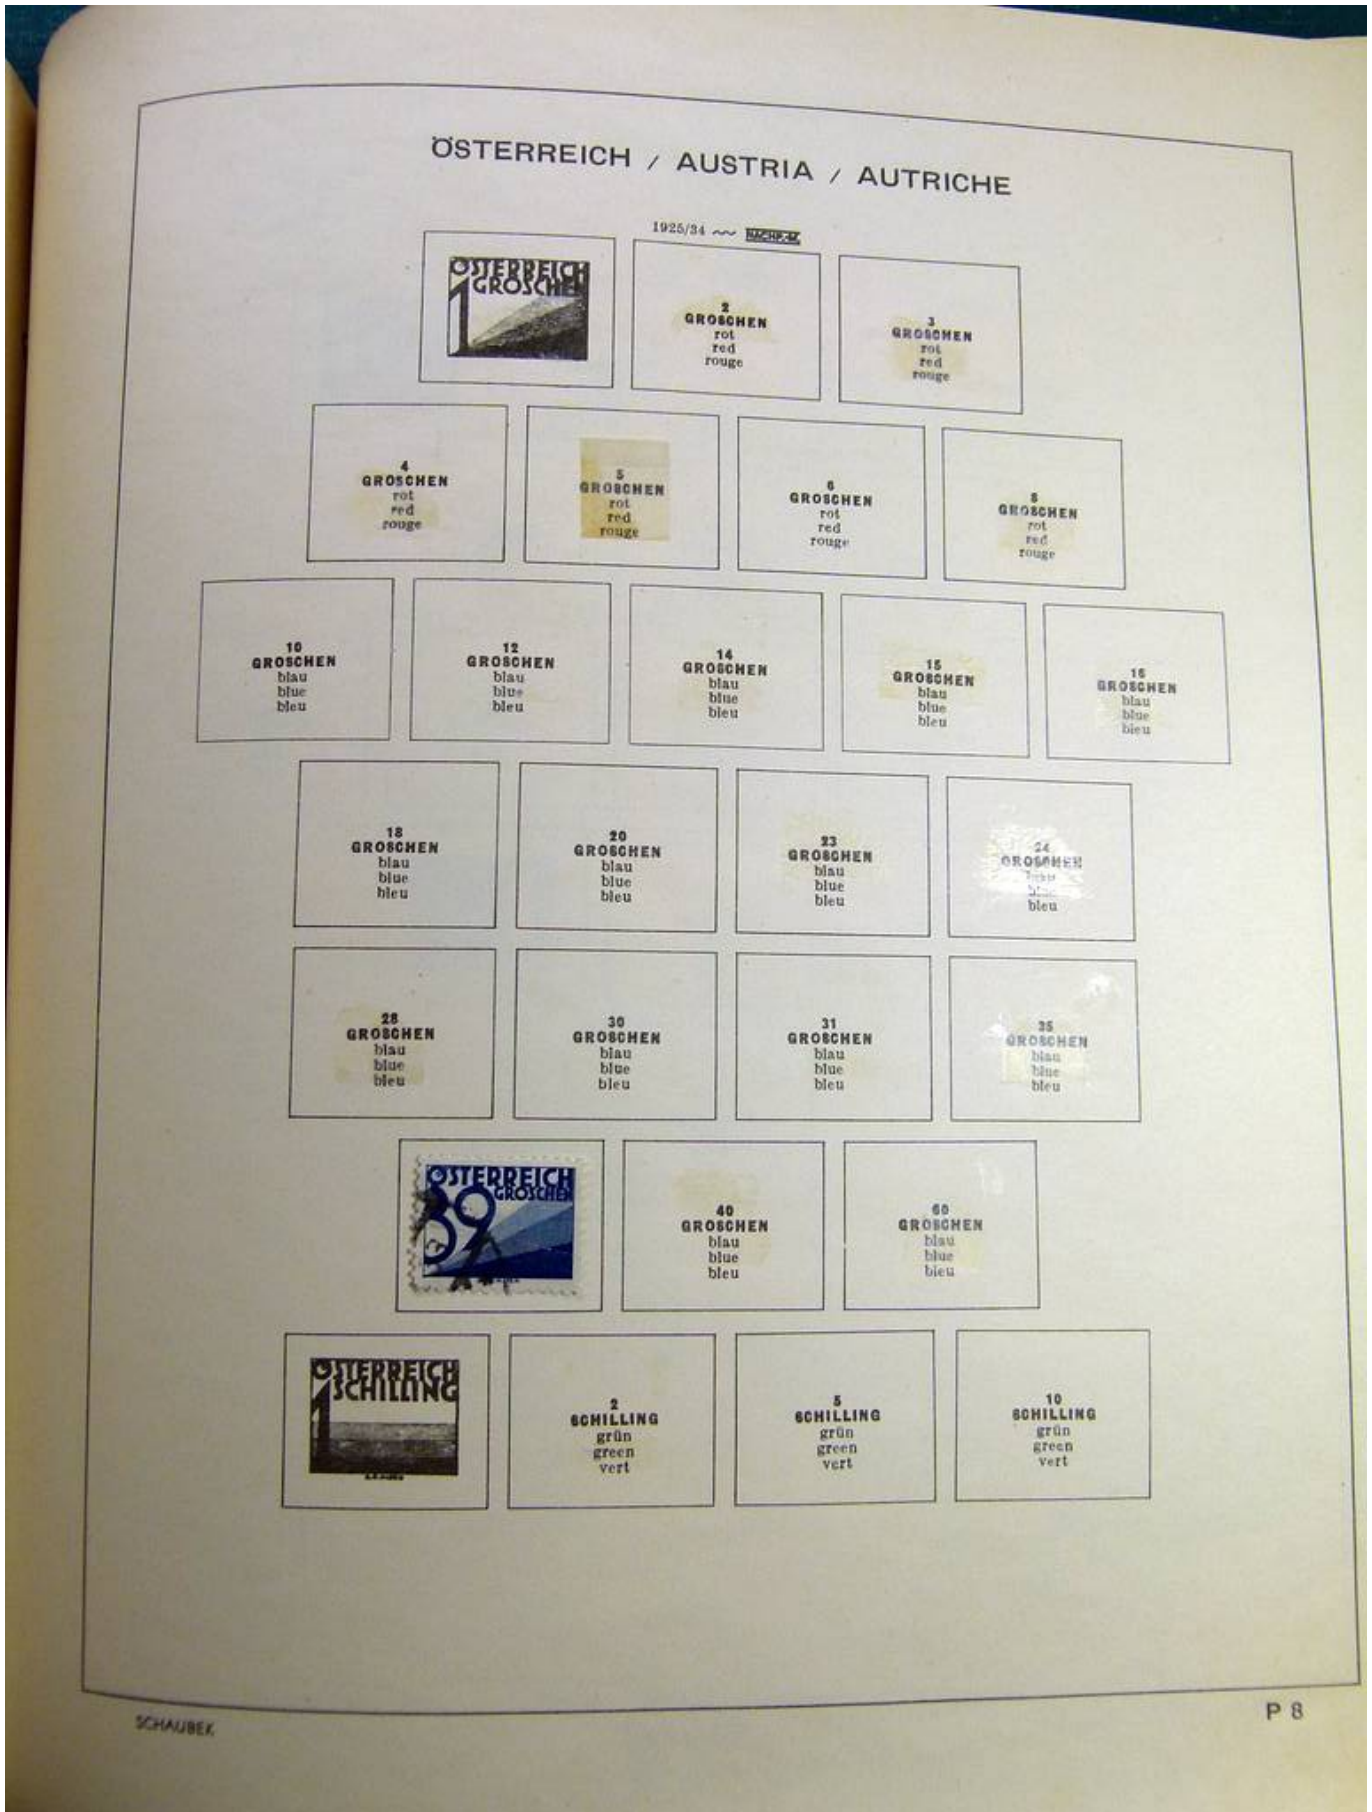 ÖSTERREICH / AUSTRIA / AUTRICHE
1925/34 NACHP.-M.
ÖSTERREICH
GROSCHEN
1
2
GROSCHEN
rot
red
rouge
3
GROSCHEN
rot
red
rouge
4
GROSCHEN
rot
red
rouge
5
GROSCHEN
rot
red
rouge
6
GROSCHEN
rot
red
rouge
8
GROSCHEN
rot
red
rouge
10
GROSCHEN
blau
blue
bleu
12
GROSCHEN
blau
blue
bleu
14
GROSCHEN
blau
blue
bleu
15
GROSCHEN
blau
blue
bleu
16
GROSCHEN
blau
blue
bleu
18
GROSCHEN
blau
blue
bleu
20
GROSCHEN
blau
blue
bleu
23
GROSCHEN
blau
blue
bleu
24
GROSCHEN
blau
blue
bleu
28
GROSCHEN
blau
blue
bleu
30
GROSCHEN
blau
blue
bleu
31
GROSCHEN
blau
blue
bleu
35
GROSCHEN
blau
blue
bleu
ÖSTERREICH
GROSCHEN
39
40
GROSCHEN
blau
blue
bleu
60
GROSCHEN
blau
blue
bleu
ÖSTERREICH
SCHILLING
1
2
SCHILLING
grün
green
vert
5
SCHILLING
grün
green
vert
10
SCHILLING
grün
green
vert
SCHAUBEK
P 8